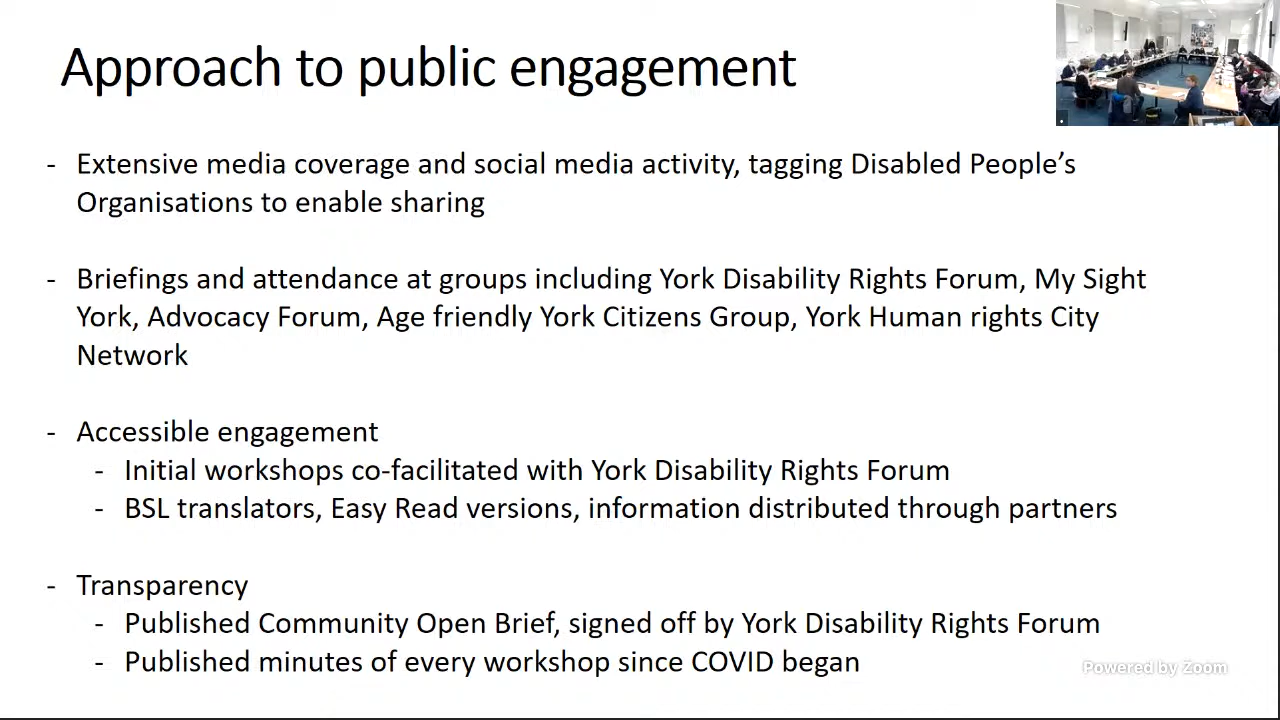 Approach to public engagement
- Extensive media coverage and social media activity, tagging Disabled People’s
Organisations to enable sharing
- Briefings and attendance at groups including York Disability Rights Forum, My Sight
York, Advocacy Forum, Age friendly York Citizens Group, York Human rights City
Network
- Accessible engagement
- Initial workshops co-facilitated with York Disability Rights Forum
- BSL translators, Easy Read versions, information distributed through partners
- Transparency
- Published Community Open Brief, signed off by York Disability Rights Forum
- Published minutes of every workshop since COVID began
Powered by Zoom